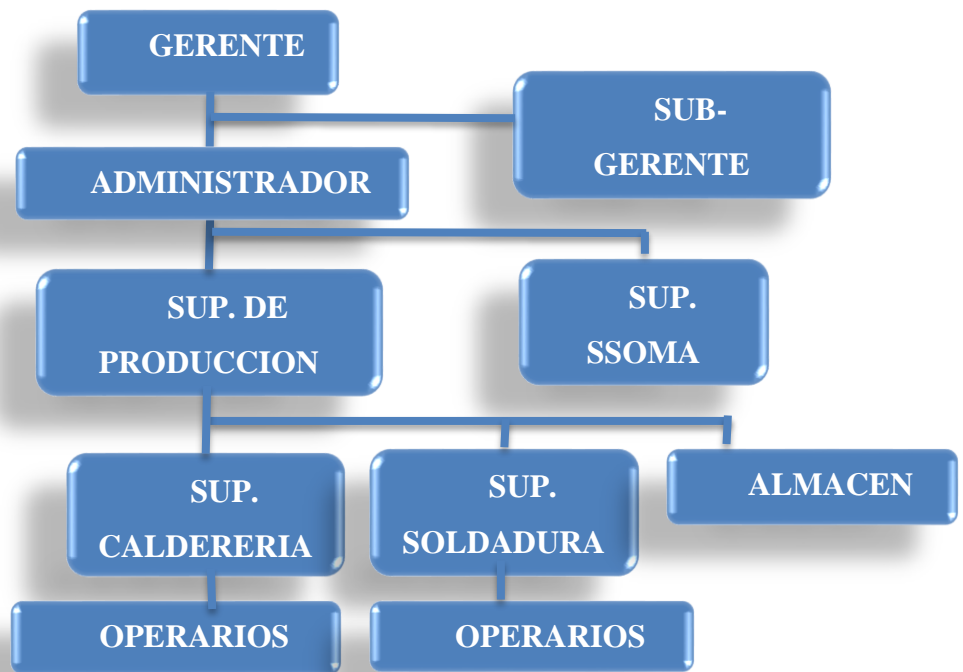 GERENTE
SUB-
GERENTE
ADMINISTRADOR
SUP. DE
PRODUCCION
SUP.
SSOMA
SUP.
CALDERERIA
SUP.
SOLDADURA
ALMACEN
OPERARIOS
OPERARIOS